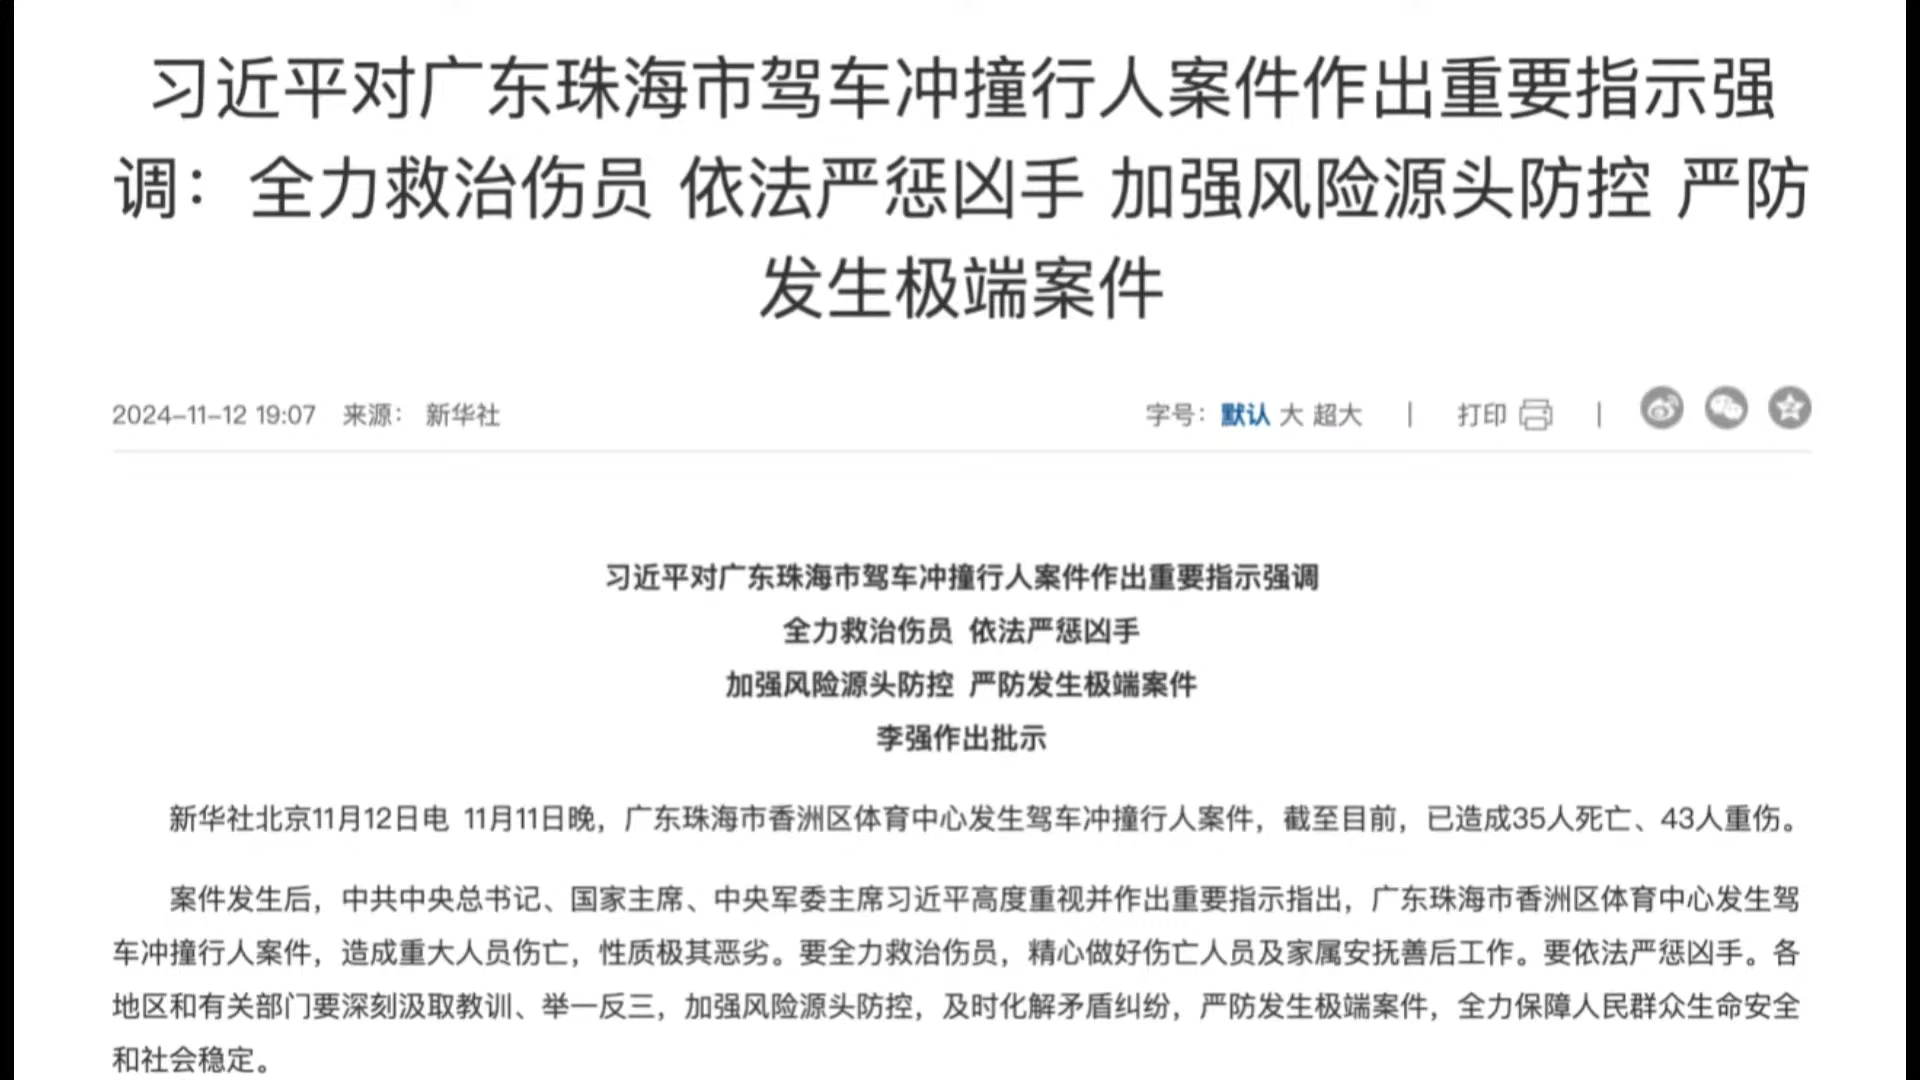 习近平对广东珠海市驾车冲撞行人案件作出重要指示强
调：全力救治伤员 依法严惩凶手 加强风险源头防控 严防
发生极端案件
2024-11-12 19:07 来源： 新华社 字号：默认 大 超大 | 打印 |
习近平对广东珠海市驾车冲撞行人案件作出重要指示强调
全力救治伤员 依法严惩凶手
加强风险源头防控 严防发生极端案件
李强作出批示
新华社北京11月12日电 11月11日晚，广东珠海市香洲区体育中心发生驾车冲撞行人案件，截至目前，已造成35人死亡、43人重伤。
案件发生后，中共中央总书记、国家主席、中央军委主席习近平高度重视并作出重要指示指出，广东珠海市香洲区体育中心发生驾
车冲撞行人案件，造成重大人员伤亡，性质极其恶劣。要全力救治伤员，精心做好伤亡人员及家属安抚善后工作。要依法严惩凶手。各
地区和有关部门要深刻汲取教训、举一反三，加强风险源头防控，及时化解矛盾纠纷，严防发生极端案件，全力保障人民群众生命安全
和社会稳定。